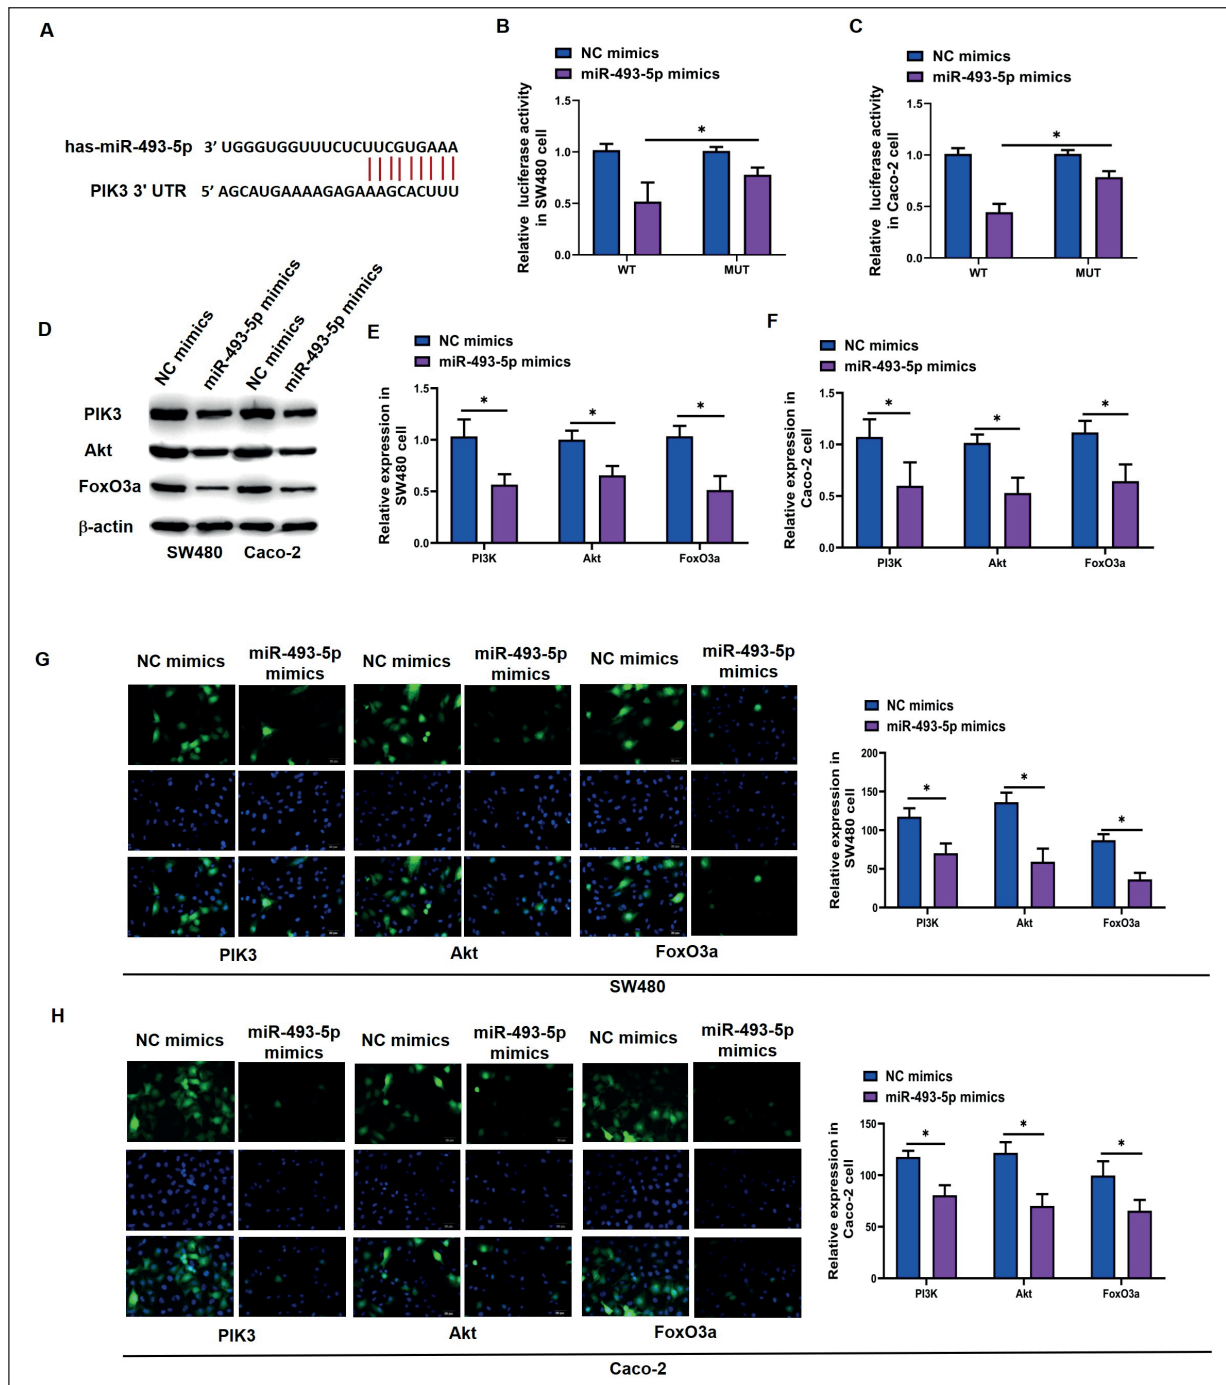 A
has-miR-493-5p 3' UGGGUGGUUUCUCUUCGUGAAA
PIK3 3' UTR 5' AGCAUGAAAAGAGAAAGCACUUU
B
NC mimics
miR-493-5p mimics
Relative luciferase activity
in SW480 cell
1.5
1.0
0.5
0.0
*
WT MUT
C
NC mimics
miR-493-5p mimics
Relative luciferase activity
in Caco-2 cell
1.5
1.0
0.5
0.0
*
WT MUT
D
NC mimics
miR-493-5p mimics
NC mimics
miR-493-5p mimics
PIK3
Akt
FoxO3a
β-actin
SW480 Caco-2
E
NC mimics
miR-493-5p mimics
Relative expression in
SW480 cell
1.5
1.0
0.5
0.0
* * *
PI3K Akt FoxO3a
F
NC mimics
miR-493-5p mimics
Relative expression in
Caco-2 cell
1.5
1.0
0.5
0.0
* * *
PI3K Akt FoxO3a
G
NC mimics miR-493-5p mimics NC mimics miR-493-5p mimics NC mimics miR-493-5p mimics
PIK3 Akt FoxO3a
NC mimics
miR-493-5p mimics
Relative expression in
SW480 cell
200
150
100
50
0
* * *
PI3K Akt FoxO3a
SW480
H
NC mimics miR-493-5p mimics NC mimics miR-493-5p mimics NC mimics miR-493-5p mimics
PIK3 Akt FoxO3a
NC mimics
miR-493-5p mimics
Relative expression in
Caco-2 cell
150
100
50
0
* * *
PI3K Akt FoxO3a
Caco-2